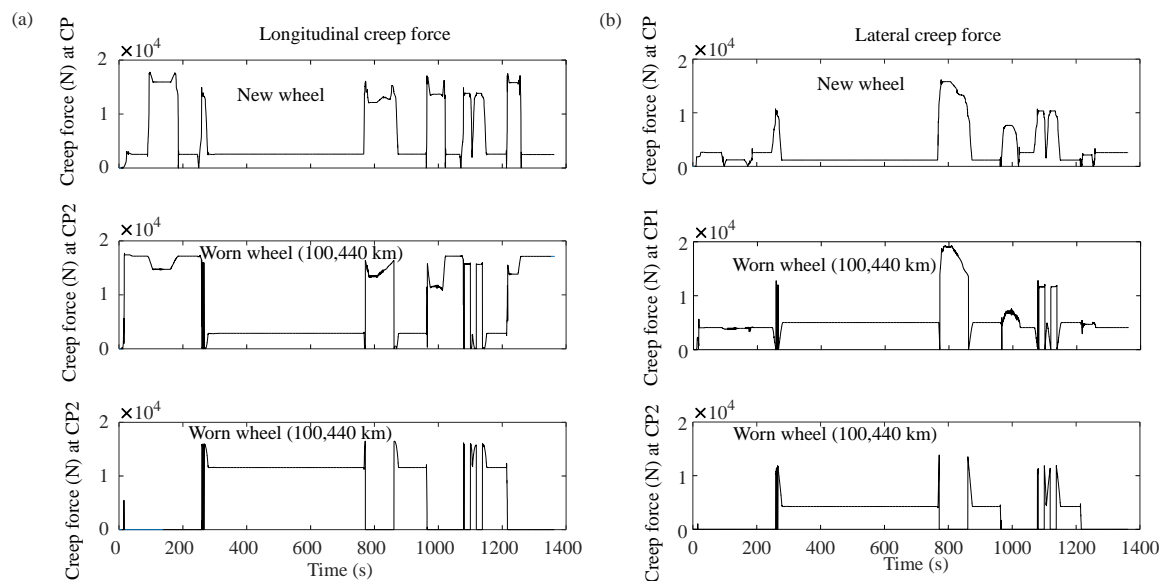 (a)
Longitudinal creep force
Creep force (N) at CP
×10⁴
2
1
0
New wheel
Creep force (N) at CP2
×10⁴
2
1
0
Worn wheel (100,440 km)
Creep force (N) at CP2
×10⁴
2
1
0
Worn wheel (100,440 km)
0 200 400 600 800 1000 1200 1400
Time (s)
(b)
Lateral creep force
Creep force (N) at CP
×10⁴
2
1
0
New wheel
Creep force (N) at CP1
×10⁴
2
1
0
Worn wheel (100,440 km)
Creep force (N) at CP2
×10⁴
2
1
0
Worn wheel (100,440 km)
0 200 400 600 800 1000 1200 1400
Time (s)